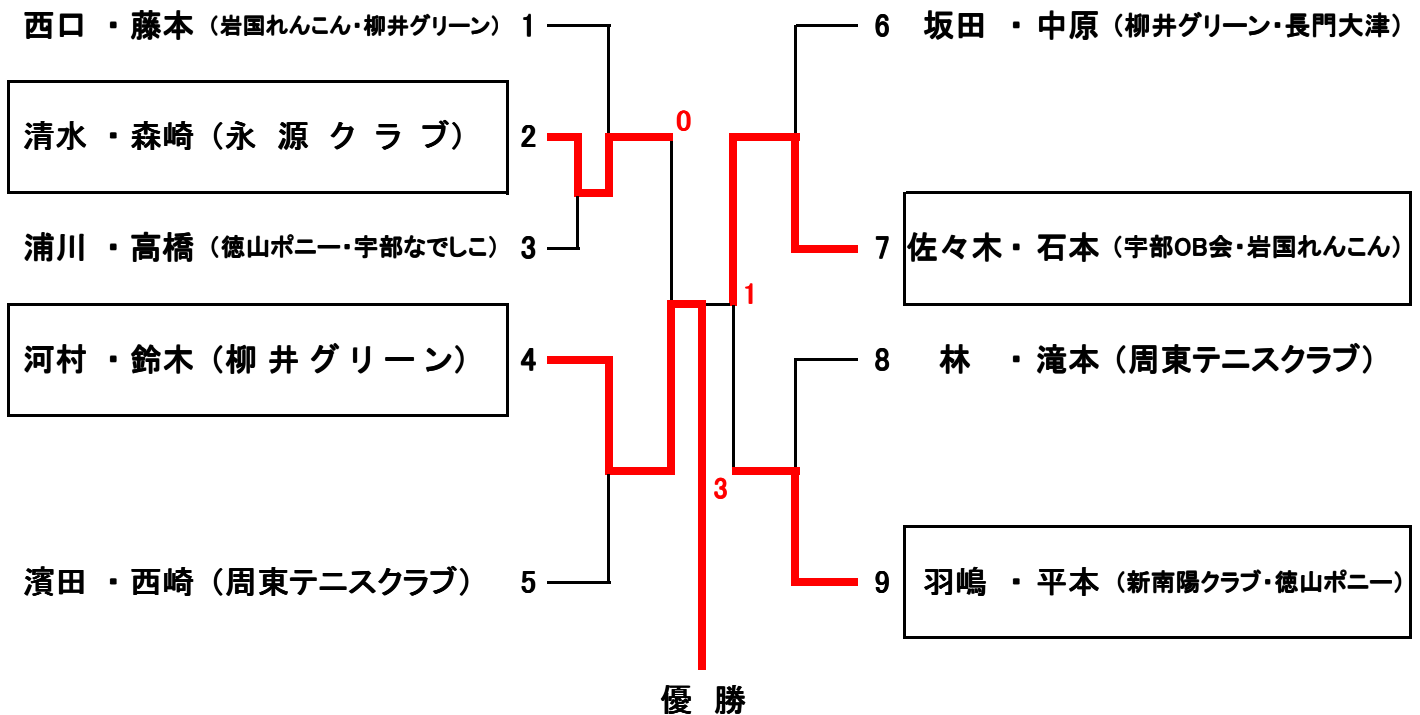 西口 ・ 藤本 (岩国れんこん・柳井グリーン) 1
清水 ・ 森崎 (永 源 ク ラ ブ) 2
浦川 ・ 高橋 (徳山ポニー・宇部なでしこ) 3
河村 ・ 鈴木 (柳 井 グ リ ー ン) 4
濱田 ・ 西崎 (周東テニスクラブ) 5
0
1
3
6 坂田 ・ 中原 (柳井グリーン・長門大津)
7 佐々木 ・ 石本 (宇部OB会・岩国れんこん)
8 林 ・ 滝本 (周東テニスクラブ)
9 羽嶋 ・ 平本 (新南陽クラブ・徳山ポニー)
優 勝